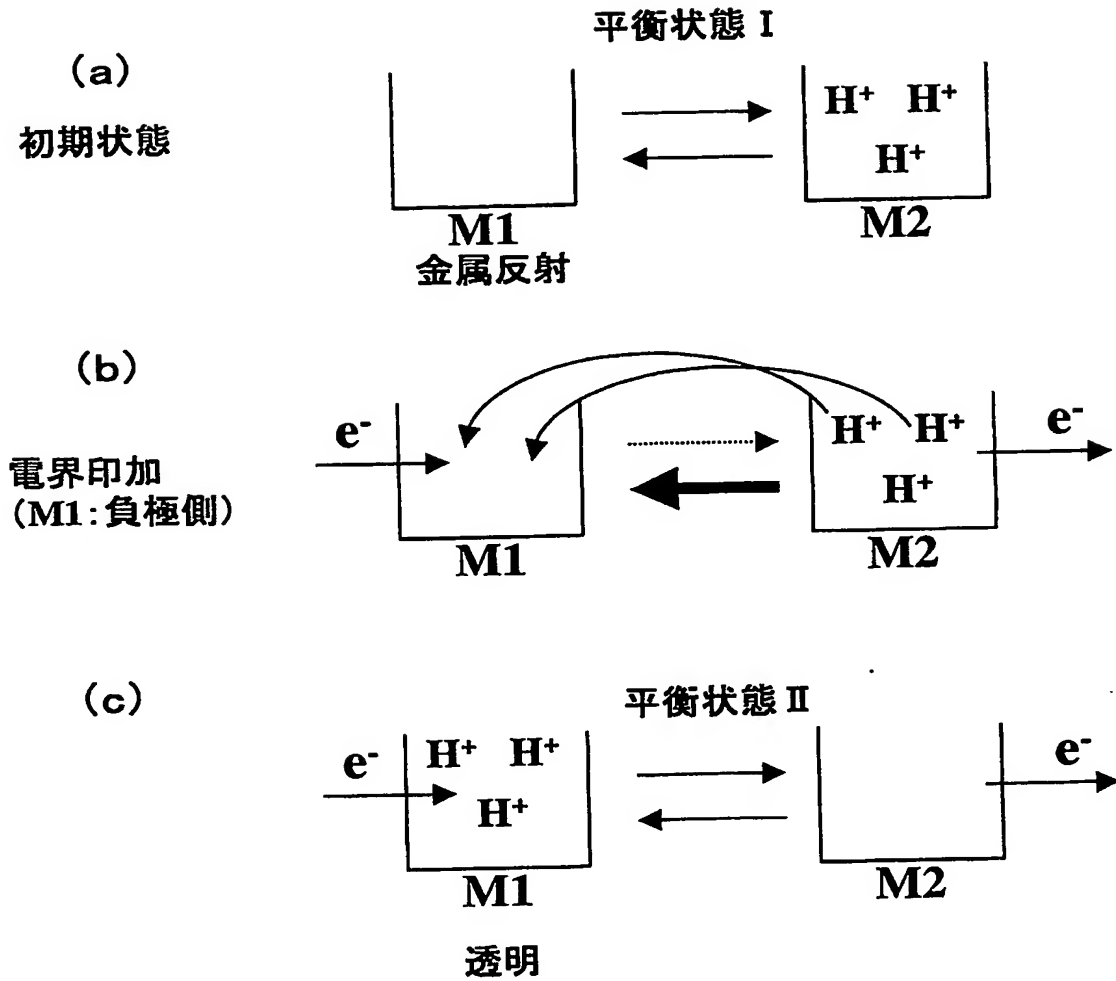 平衡状態 I
(a)
初期状態
H⁺ H⁺
H⁺
M1
M2
金属反射
(b)
e⁻
H⁺ H⁺
e⁻
電界印加
(M1:負極側)
H⁺
M1
M2
(c)
平衡状態 II
e⁻
H⁺ H⁺
e⁻
H⁺
M1
M2
透明